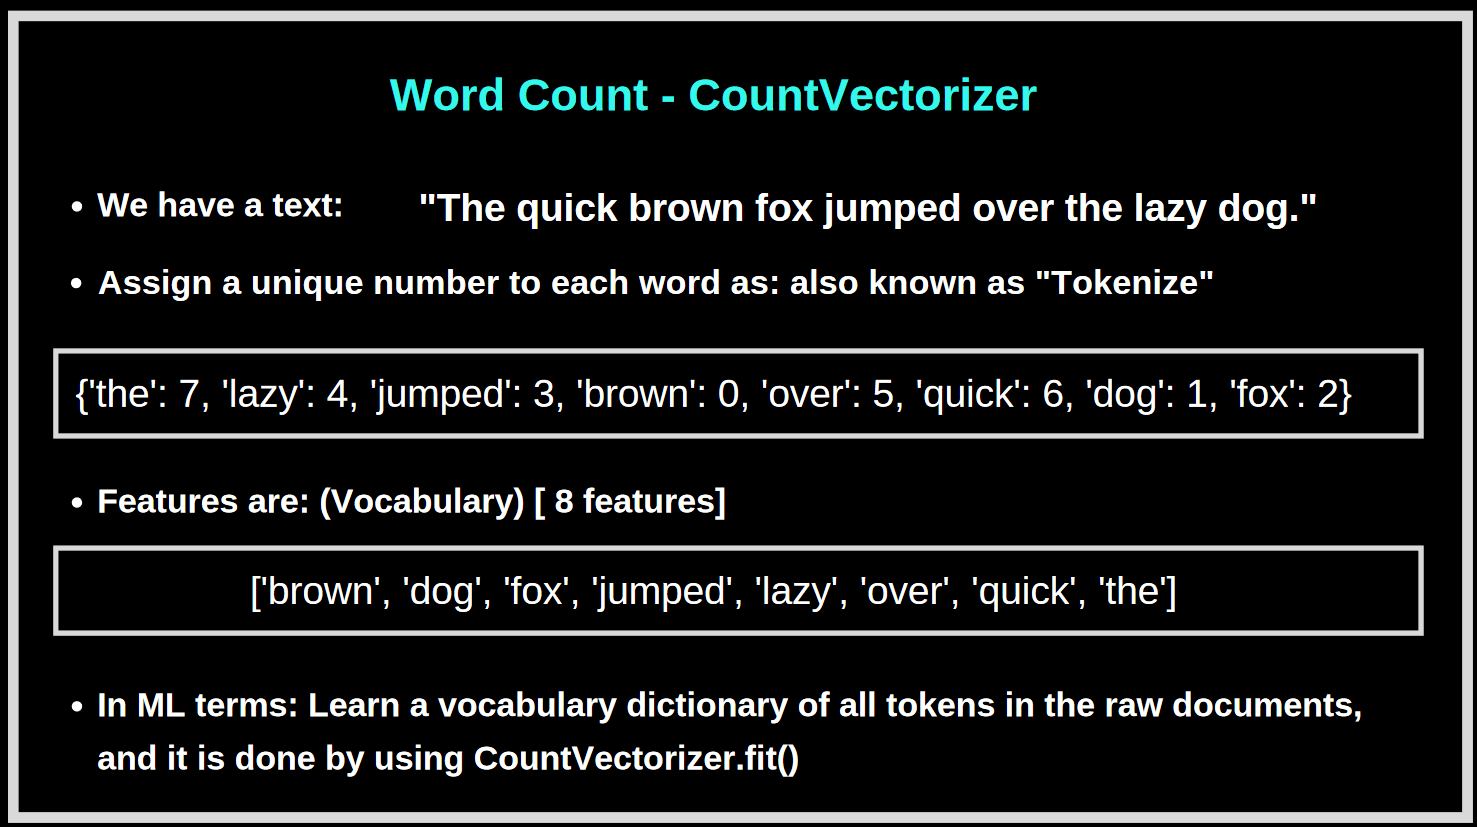 Word Count - CountVectorizer
• We have a text: "The quick brown fox jumped over the lazy dog."
• Assign a unique number to each word as: also known as "Tokenize"
{'the': 7, 'lazy': 4, 'jumped': 3, 'brown': 0, 'over': 5, 'quick': 6, 'dog': 1, 'fox': 2}
• Features are: (Vocabulary) [ 8 features]
['brown', 'dog', 'fox', 'jumped', 'lazy', 'over', 'quick', 'the']
• In ML terms: Learn a vocabulary dictionary of all tokens in the raw documents,
and it is done by using CountVectorizer.fit()